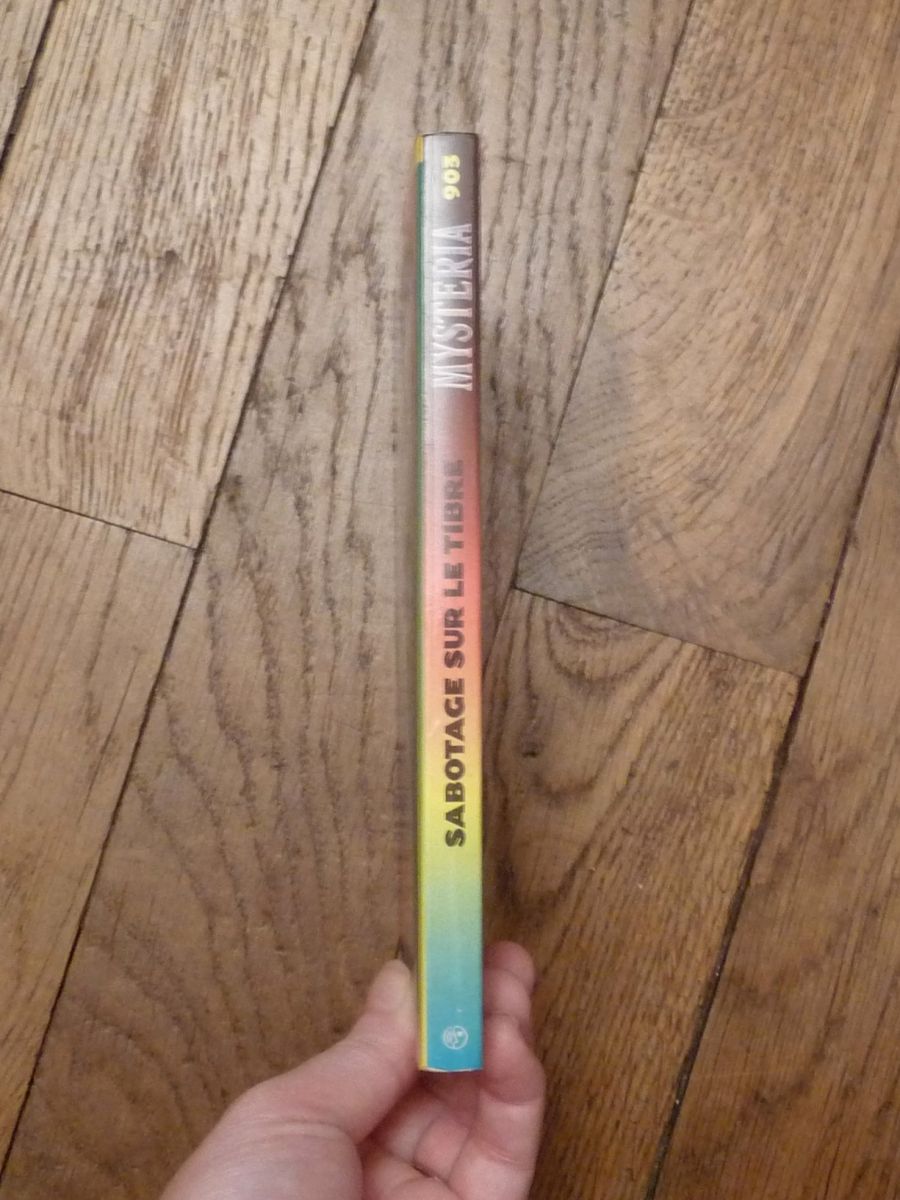 SABOTAGE SUR LE TIBRE
MYSTERIA
903